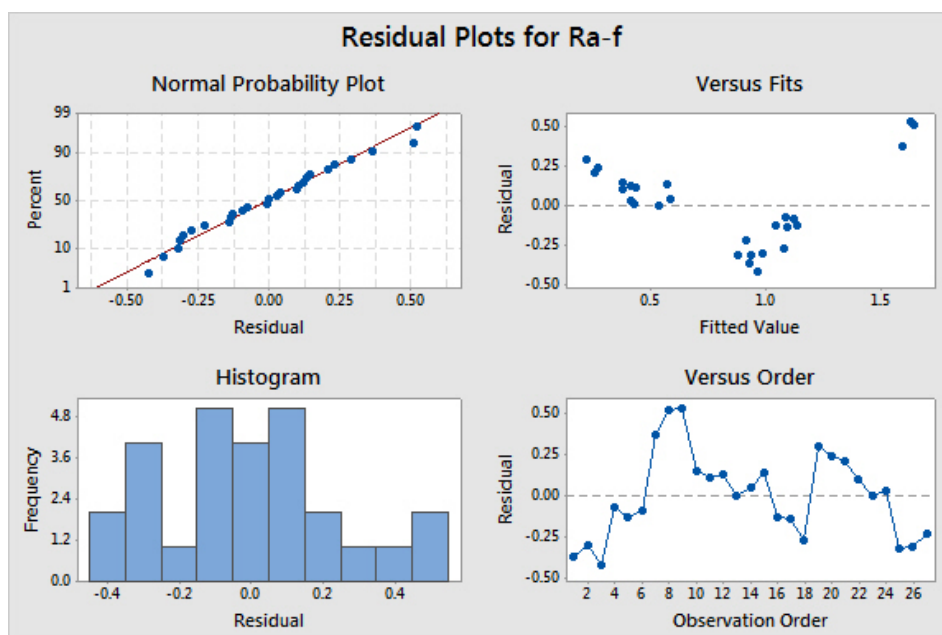 Residual Plots for Ra-f
Normal Probability Plot
Percent
99
90
50
10
1
-0.50 -0.25 0.00 0.25 0.50
Residual
Versus Fits
Residual
0.50
0.25
0.00
-0.25
-0.50
0.5 1.0 1.5
Fitted Value
Histogram
Frequency
4.8
3.6
2.4
1.2
0.0
-0.4 -0.2 0.0 0.2 0.4
Residual
Versus Order
Residual
0.50
0.25
0.00
-0.25
-0.50
2 4 6 8 10 12 14 16 18 20 22 24 26
Observation Order